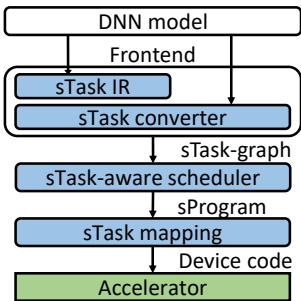 DNN model
Frontend
sTask IR
sTask converter
sTask-graph
sTask-aware scheduler
sProgram
sTask mapping
Device code
Accelerator